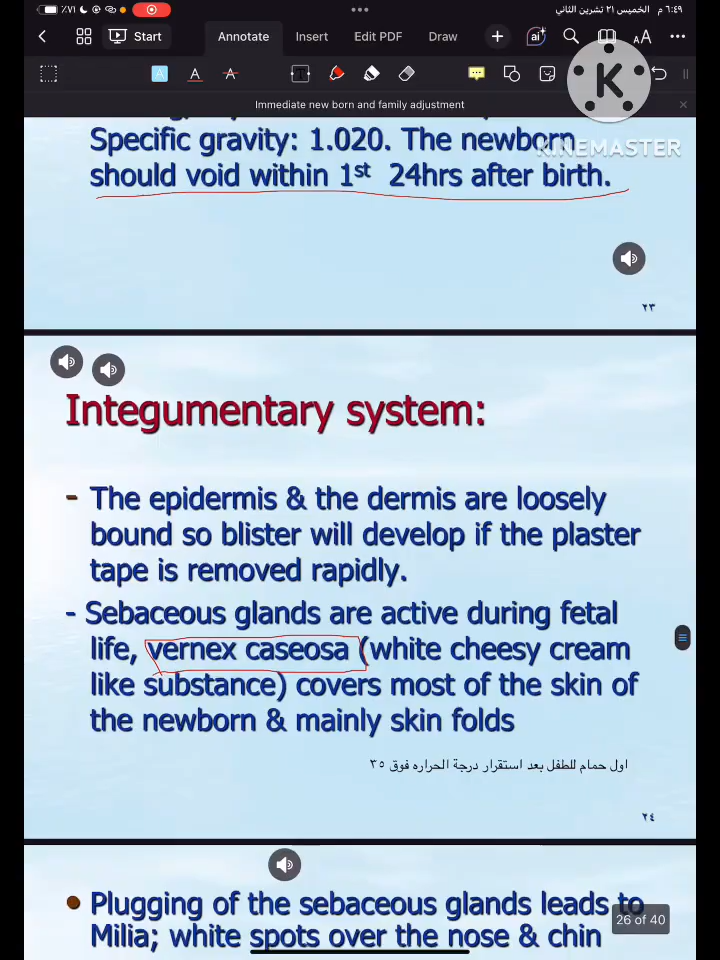 ٦:٤٩ م الخميس ٢١ تشرين الثاني
٪٧١
Start
Annotate
Insert
Edit PDF
Draw
ai
AA
A
A
A
T
K
KINEMASTER
Immediate new born and family adjustment
Specific gravity: 1.020. The newborn
should void within 1st 24hrs after birth.
٢٣
Integumentary system:
- The epidermis & the dermis are loosely
bound so blister will develop if the plaster
tape is removed rapidly.
- Sebaceous glands are active during fetal
life, vernex caseosa (white cheesy cream
like substance) covers most of the skin of
the newborn & mainly skin folds
اول حمام للطفل بعد استقرار درجة الحراره فوق ٣٥
٢٤
• Plugging of the sebaceous glands leads to
Milia; white spots over the nose & chin
26 of 40